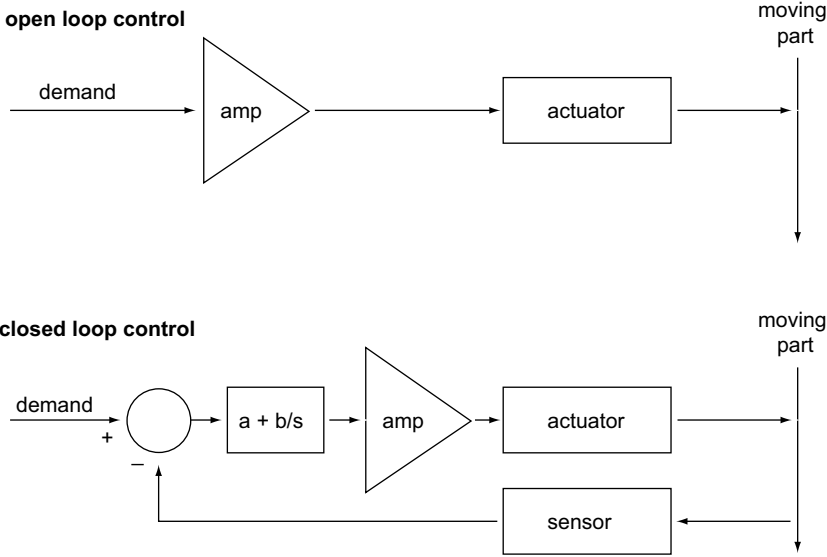 open loop control
moving
part
demand
amp
actuator
closed loop control
moving
part
demand
+
–
a + b/s
amp
actuator
sensor